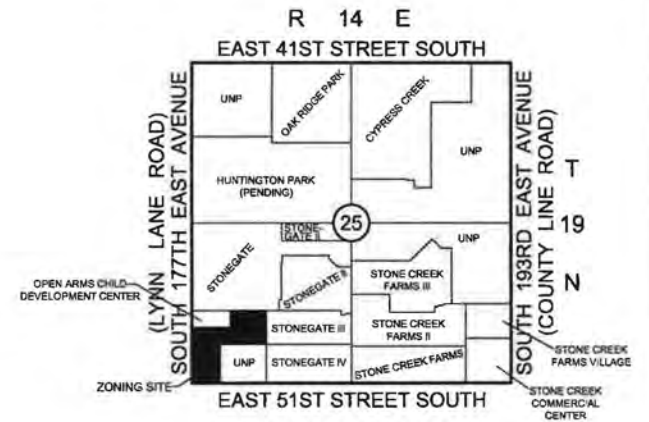 R 14 E
EAST 41ST STREET SOUTH
UNP
OAK RIDGE PARK
CYPRESS CREEK
UNP
HUNTINGTON PARK
(PENDING)
(LYNN LANE ROAD)
SOUTH 177TH EAST AVENUE
SOUTH 193RD EAST AVENUE
(COUNTY LINE ROAD)
T
19
N
25
STONE-
GATE II
UNP
STONEGATE
STONEGATE II
STONE CREEK
FARMS III
OPEN ARMS CHILD
DEVELOPMENT CENTER
STONEGATE III
STONE CREEK
FARMS II
UNP
STONEGATE IV
STONE CREEK FARMS
STONE CREEK
FARMS VILLAGE
ZONING SITE
STONE CREEK
COMMERCIAL
CENTER
EAST 51ST STREET SOUTH